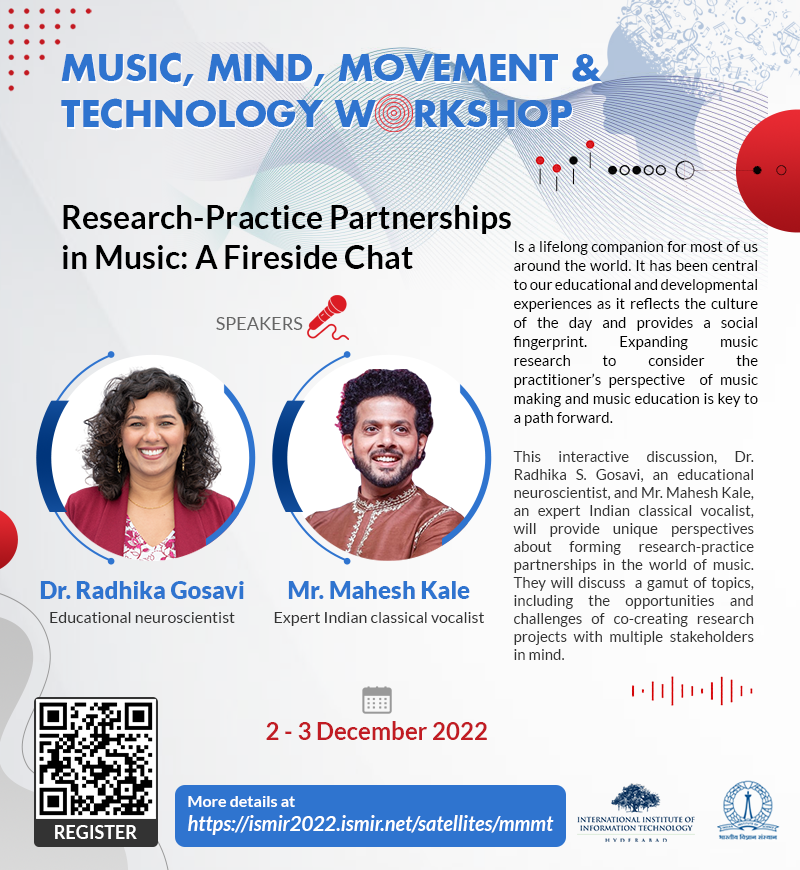 MUSIC, MIND, MOVEMENT &
TECHNOLOGY WORKSHOP
Research-Practice Partnerships
in Music: A Fireside Chat
SPEAKERS
Dr. Radhika Gosavi
Educational neuroscientist
Mr. Mahesh Kale
Expert Indian classical vocalist
Is a lifelong companion for most of us
around the world. It has been central
to our educational and developmental
experiences as it reflects the culture
of the day and provides a social
fingerprint. Expanding music
research to consider the
practitioner's perspective of music
making and music education is key to
a path forward.
This interactive discussion, Dr.
Radhika S. Gosavi, an educational
neuroscientist, and Mr. Mahesh Kale,
an expert Indian classical vocalist,
will provide unique perspectives
about forming research-practice
partnerships in the world of music.
They will discuss a gamut of topics,
including the opportunities and
challenges of co-creating research
projects with multiple stakeholders
in mind.
2 - 3 December 2022
REGISTER
More details at
https://ismir2022.ismir.net/satellites/mmmt
INTERNATIONAL INSTITUTE OF
INFORMATION TECHNOLOGY
HYDERABAD
भारतीय विज्ञान संस्थान